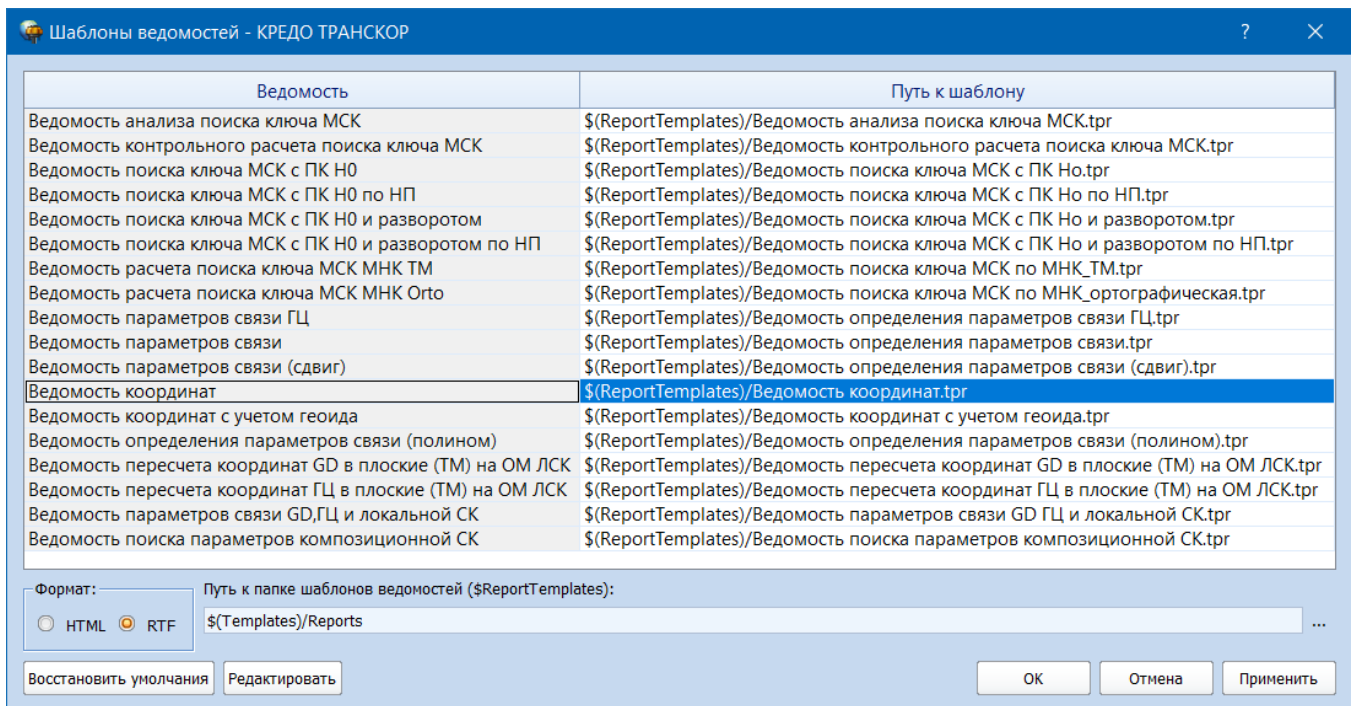 Шаблоны ведомостей - КРЕДО ТРАНСКОР ? ×
Ведомость Путь к шаблону
Ведомость анализа поиска ключа МСК $(ReportTemplates)/Ведомость анализа поиска ключа МСК.tpr
Ведомость контрольного расчета поиска ключа МСК $(ReportTemplates)/Ведомость контрольного расчета поиска ключа МСК.tpr
Ведомость поиска ключа МСК с ПК H0 $(ReportTemplates)/Ведомость поиска ключа МСК с ПК Но.tpr
Ведомость поиска ключа МСК с ПК H0 по НП $(ReportTemplates)/Ведомость поиска ключа МСК с ПК Но по НП.tpr
Ведомость поиска ключа МСК с ПК H0 и разворотом $(ReportTemplates)/Ведомость поиска ключа МСК с ПК Но и разворотом.tpr
Ведомость поиска ключа МСК с ПК H0 и разворотом по НП $(ReportTemplates)/Ведомость поиска ключа МСК с ПК Но и разворотом по НП.tpr
Ведомость расчета поиска ключа МСК МНК ТМ $(ReportTemplates)/Ведомость поиска ключа МСК по МНК_ТМ.tpr
Ведомость расчета поиска ключа МСК МНК Orto $(ReportTemplates)/Ведомость поиска ключа МСК по МНК_ортографическая.tpr
Ведомость параметров связи ГЦ $(ReportTemplates)/Ведомость определения параметров связи ГЦ.tpr
Ведомость параметров связи $(ReportTemplates)/Ведомость определения параметров связи.tpr
Ведомость параметров связи (сдвиг) $(ReportTemplates)/Ведомость определения параметров связи (сдвиг).tpr
Ведомость координат $(ReportTemplates)/Ведомость координат.tpr
Ведомость координат с учетом геоида $(ReportTemplates)/Ведомость координат с учетом геоида.tpr
Ведомость определения параметров связи (полином) $(ReportTemplates)/Ведомость определения параметров связи (полином).tpr
Ведомость пересчета координат GD в плоские (ТМ) на ОМ ЛСК $(ReportTemplates)/Ведомость пересчета координат GD в плоские (ТМ) на ОМ ЛСК.tpr
Ведомость пересчета координат ГЦ в плоские (ТМ) на ОМ ЛСК $(ReportTemplates)/Ведомость пересчета координат ГЦ в плоские (ТМ) на ОМ ЛСК.tpr
Ведомость параметров связи GD,ГЦ и локальной СК $(ReportTemplates)/Ведомость параметров связи GD ГЦ и локальной СК.tpr
Ведомость поиска параметров композиционной СК $(ReportTemplates)/Ведомость поиска параметров композиционной СК.tpr
Формат: Путь к папке шаблонов ведомостей ($ReportTemplates):
HTML RTF $(Templates)/Reports ...
Восстановить умолчания Редактировать ОК Отмена Применить